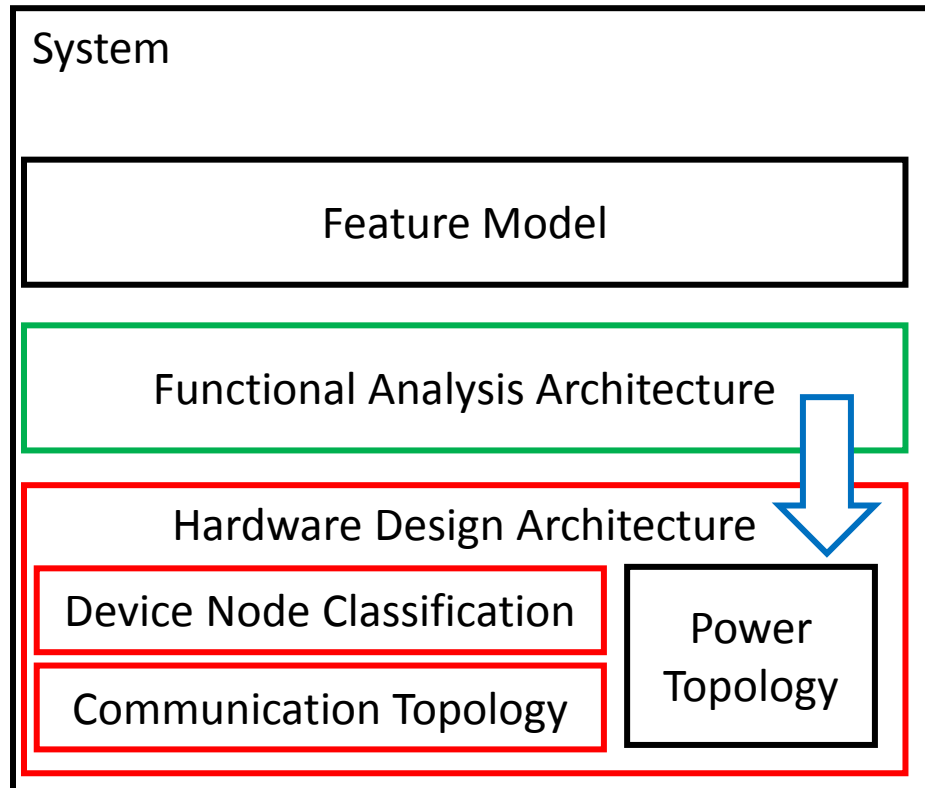 System
Feature Model
Functional Analysis Architecture
Hardware Design Architecture
Device Node Classification
Communication Topology
Power
Topology